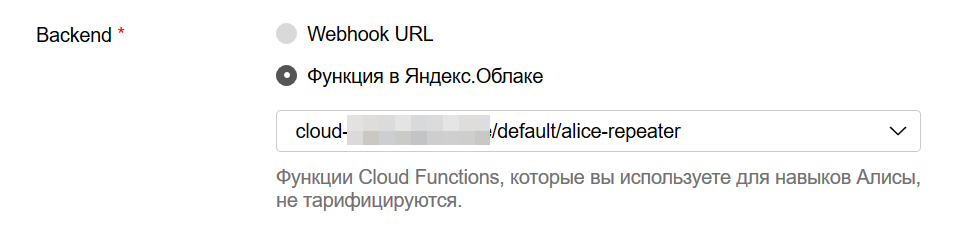 Backend *
Webhook URL
Функция в Яндекс.Облаке
cloud-/default/alice-repeater
Функции Cloud Functions, которые вы используете для навыков Алисы,
не тарифицируются.